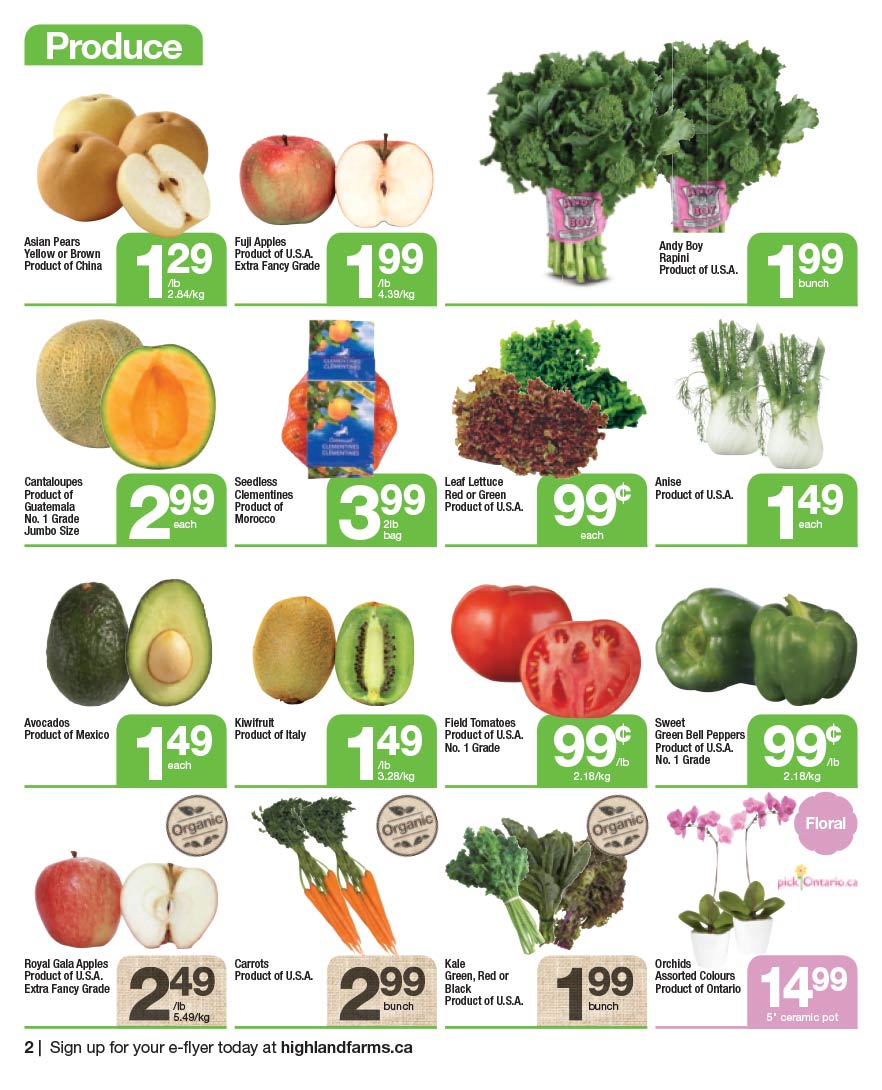 Produce
Asian Pears
Yellow or Brown
Product of China
1 29
/lb
2.84/kg
Fuji Apples
Product of U.S.A.
Extra Fancy Grade
1 99
/lb
4.39/kg
ANDY
BOY
ANDY
BOY
Andy Boy
Rapini
Product of U.S.A.
1 99
bunch
Cantaloupes
Product of
Guatemala
No. 1 Grade
Jumbo Size
2 99
each
CLEMENTINES
CLÉMENTINES
CLEMENTINES
CLÉMENTINES
Seedless
Clementines
Product of
Morocco
3 99
2lb
bag
Leaf Lettuce
Red or Green
Product of U.S.A.
99¢
each
Anise
Product of U.S.A.
1 49
each
Avocados
Product of Mexico
1 49
each
Kiwifruit
Product of Italy
1 49
/lb
3.28/kg
Field Tomatoes
Product of U.S.A.
No. 1 Grade
99¢
/lb
2.18/kg
Sweet
Green Bell Peppers
Product of U.S.A.
No. 1 Grade
99¢
/lb
2.18/kg
Organic
Royal Gala Apples
Product of U.S.A.
Extra Fancy Grade
2 49
/lb
5.49/kg
Organic
Carrots
Product of U.S.A.
2 99
bunch
Organic
Kale
Green, Red or
Black
Product of U.S.A.
1 99
bunch
Floral
pickOntario.ca
Orchids
Assorted Colours
Product of Ontario
14 99
5" ceramic pot
2 | Sign up for your e-flyer today at highlandfarms.ca